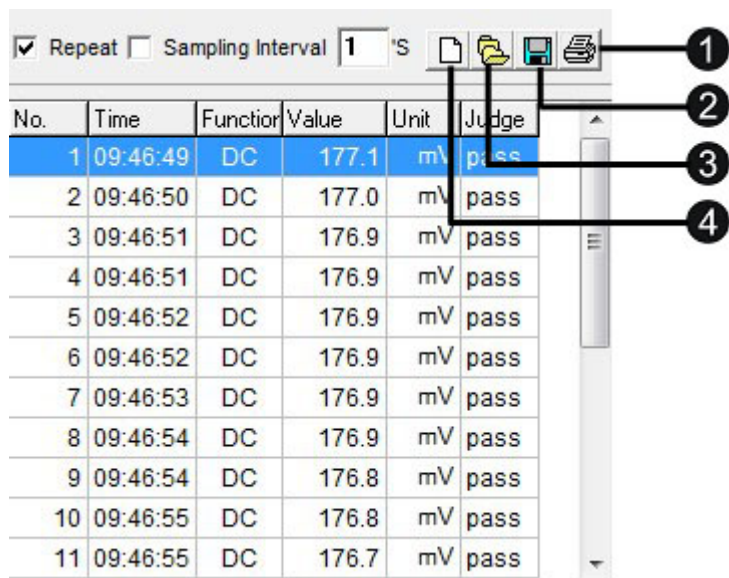 Repeat Sampling Interval 1 'S
1
2
3
4
No. Time Function Value Unit Judge
1 09:46:49 DC 177.1 mV pass
2 09:46:50 DC 177.0 mV pass
3 09:46:51 DC 176.9 mV pass
4 09:46:51 DC 176.9 mV pass
5 09:46:52 DC 176.9 mV pass
6 09:46:52 DC 176.9 mV pass
7 09:46:53 DC 176.9 mV pass
8 09:46:54 DC 176.9 mV pass
9 09:46:54 DC 176.8 mV pass
10 09:46:55 DC 176.8 mV pass
11 09:46:55 DC 176.7 mV pass